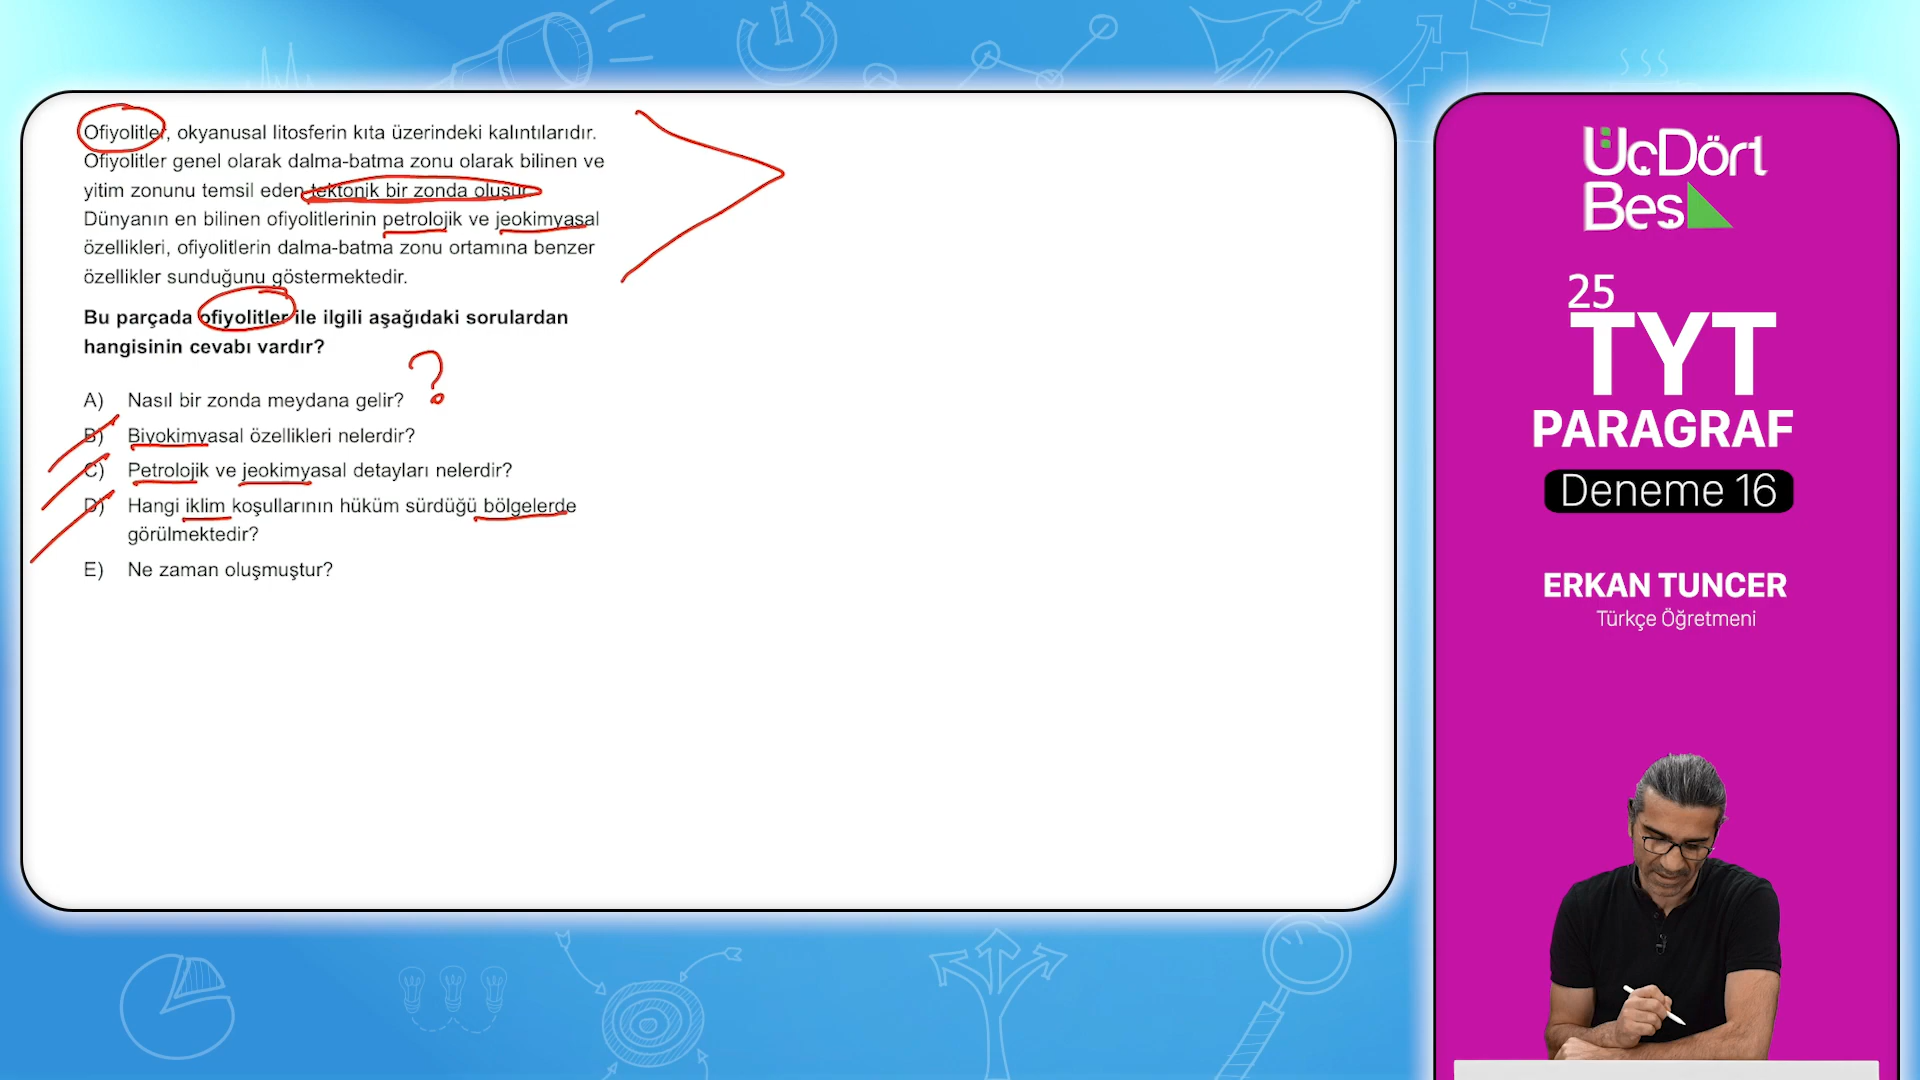 Ofiyolitler, okyanusal litosferin kıta üzerindeki kalıntılarıdır.
Ofiyolitler genel olarak dalma-batma zonu olarak bilinen ve
yitim zonunu temsil eden tektonik bir zonda oluşur.
Dünyanın en bilinen ofiyolitlerinin petrolojik ve jeokimyasal
özellikleri, ofiyolitlerin dalma-batma zonu ortamına benzer
özellikler sunduğunu göstermektedir.
Bu parçada ofiyolitler ile ilgili aşağıdaki sorulardan
hangisinin cevabı vardır?
?
A) Nasıl bir zonda meydana gelir?
B) Biyokimyasal özellikleri nelerdir?
C) Petrolojik ve jeokimyasal detayları nelerdir?
D) Hangi iklim koşullarının hüküm sürdüğü bölgelerde
görülmektedir?
E) Ne zaman oluşmuştur?
ÜçDört
Beş
25
TYT
PARAGRAF
Deneme 16
ERKAN TUNCER
Türkçe Öğretmeni